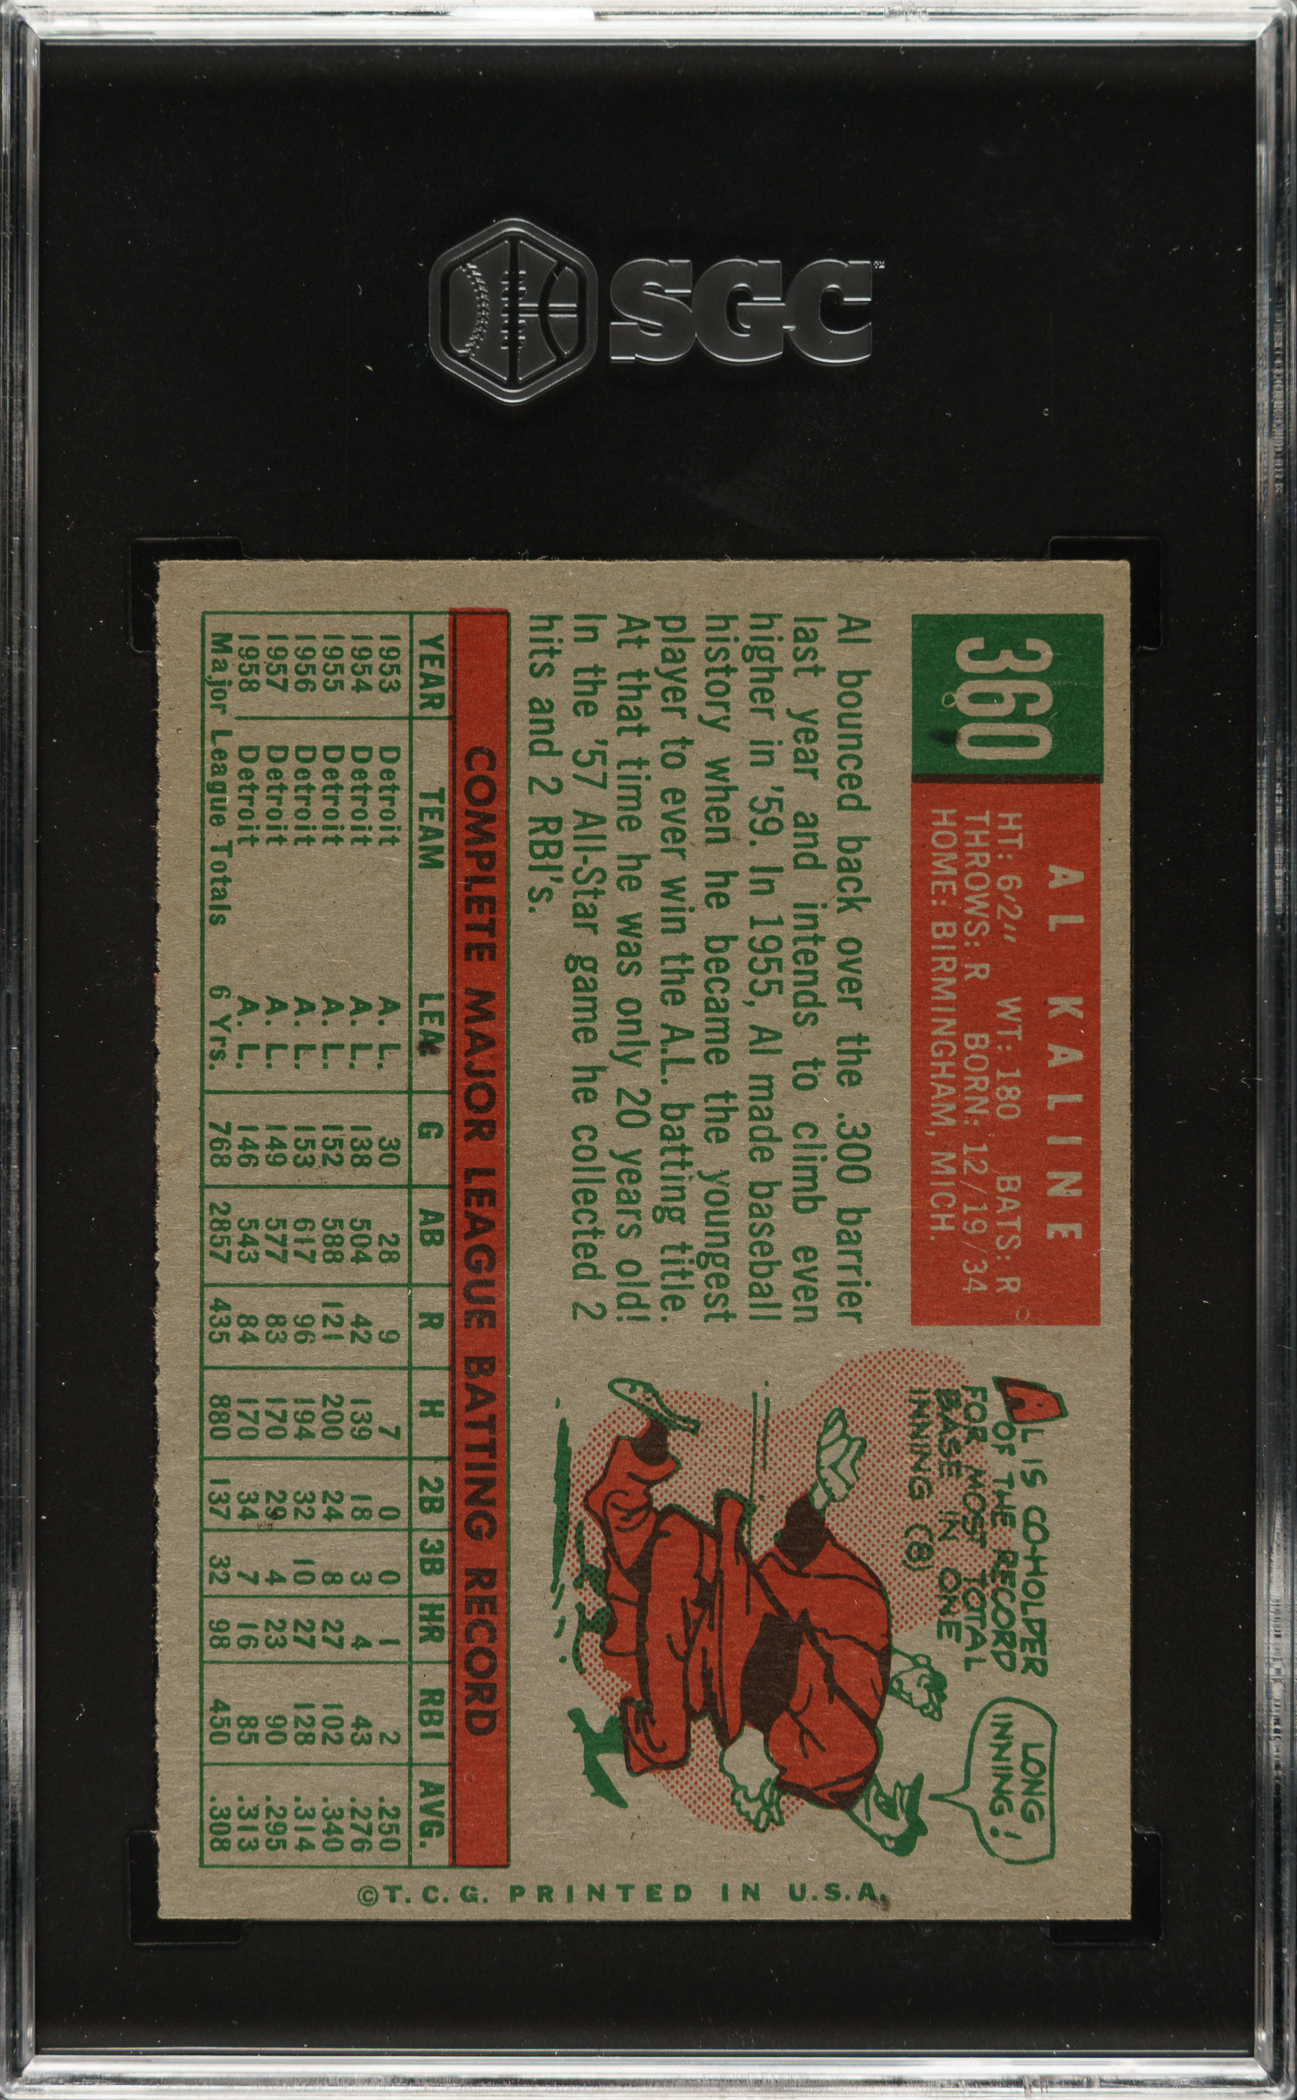 SGC™
360
AL KALINE
HT: 6'2" WT: 180 BATS: R
THROWS: R BORN: 12/19/34
HOME: BIRMINGHAM, MICH.
Al bounced back over the .300 barrier
last year and intends to climb even
higher in '59. In 1955, Al made baseball
history when he became the youngest
player to ever win the A.L. batting title.
At that time he was only 20 years old!
In the '57 All-Star game he collected 2
hits and 2 RBI's.
AL IS CO-HOLDER
OF THE RECORD
FOR MOST TOTAL
BASE IN ONE
INNING (8)
LONG
INNING!
COMPLETE MAJOR LEAGUE BATTING RECORD
YEAR TEAM LEA G AB R H 2B 3B HR RBI AVG.
1953 Detroit A. L. 30 28 9 7 0 0 1 2 .250
1954 Detroit A. L. 138 504 42 139 18 3 4 43 .276
1955 Detroit A. L. 152 588 121 200 24 8 27 102 .340
1956 Detroit A. L. 153 617 96 194 32 10 27 128 .314
1957 Detroit A. L. 149 577 83 170 29 4 23 90 .295
1958 Detroit A. L. 146 543 84 170 34 7 16 85 .313
Major League Totals 6 Yrs. 768 2857 435 880 137 32 98 450 .308
©T. C. G. PRINTED IN U.S.A.